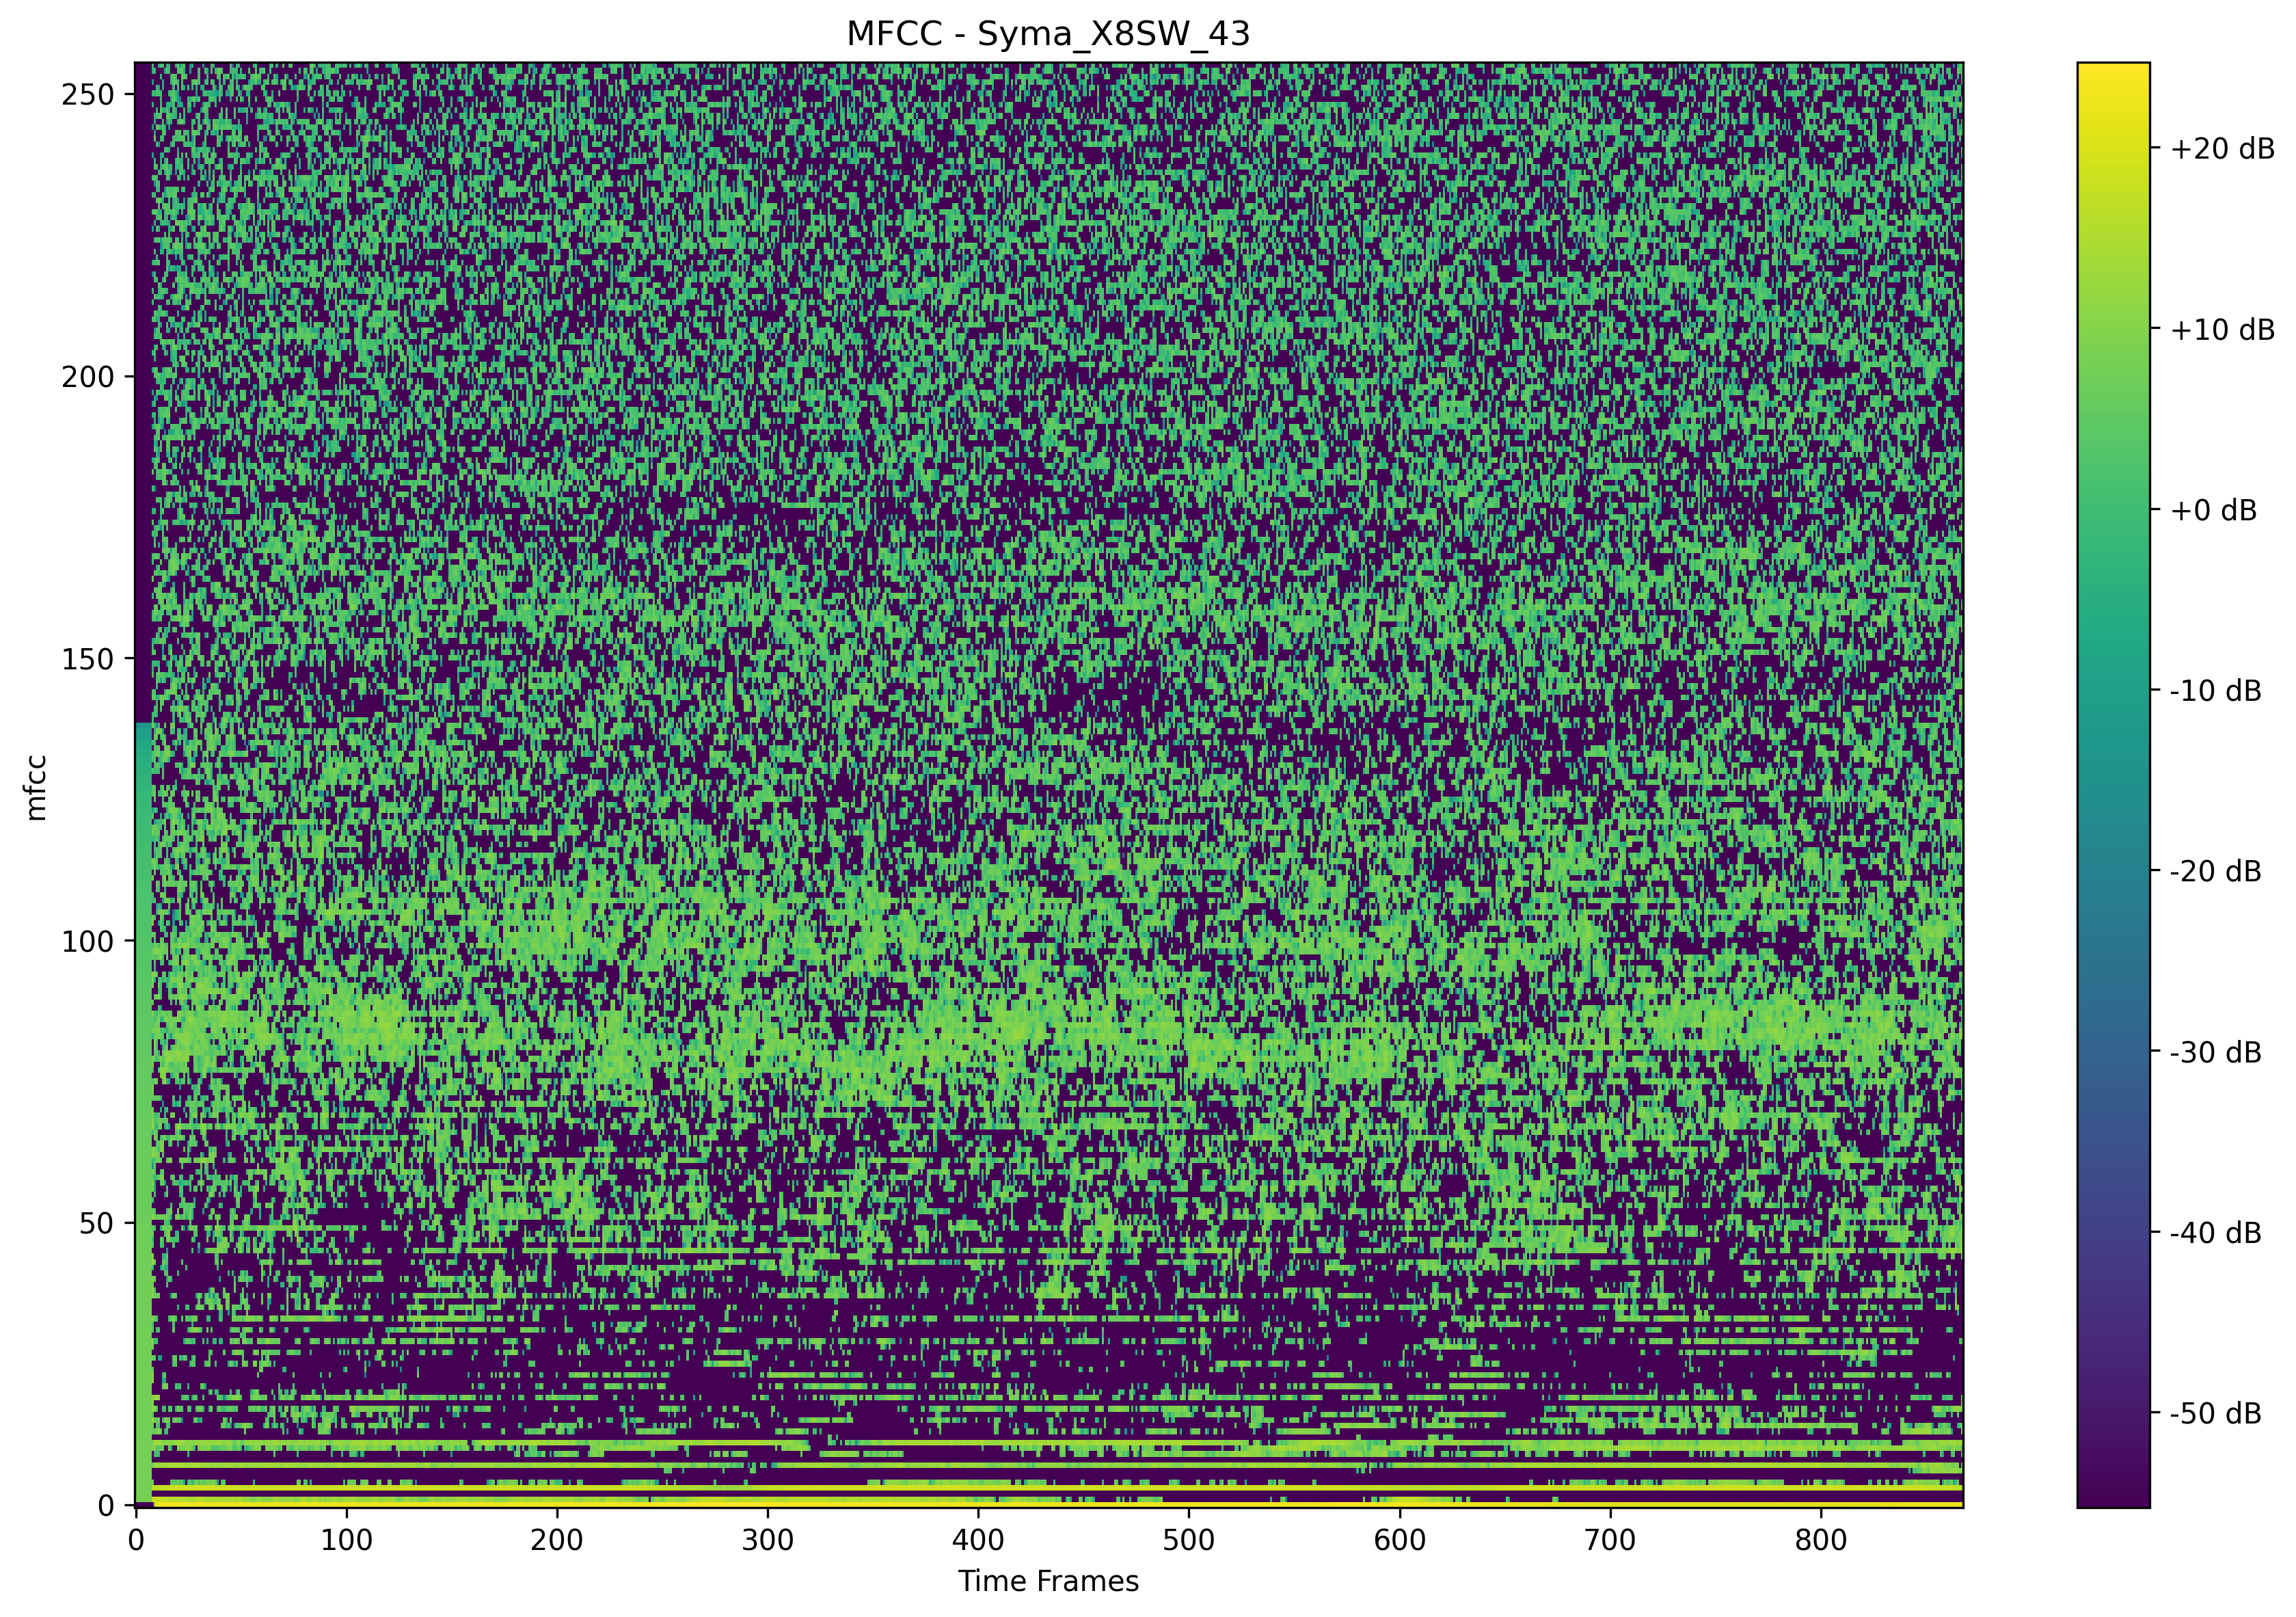 MFCC - Syma_X8SW_43
250
200
150
100
50
0
mfcc
0 100 200 300 400 500 600 700 800
Time Frames
+20 dB
+10 dB
+0 dB
-10 dB
-20 dB
-30 dB
-40 dB
-50 dB